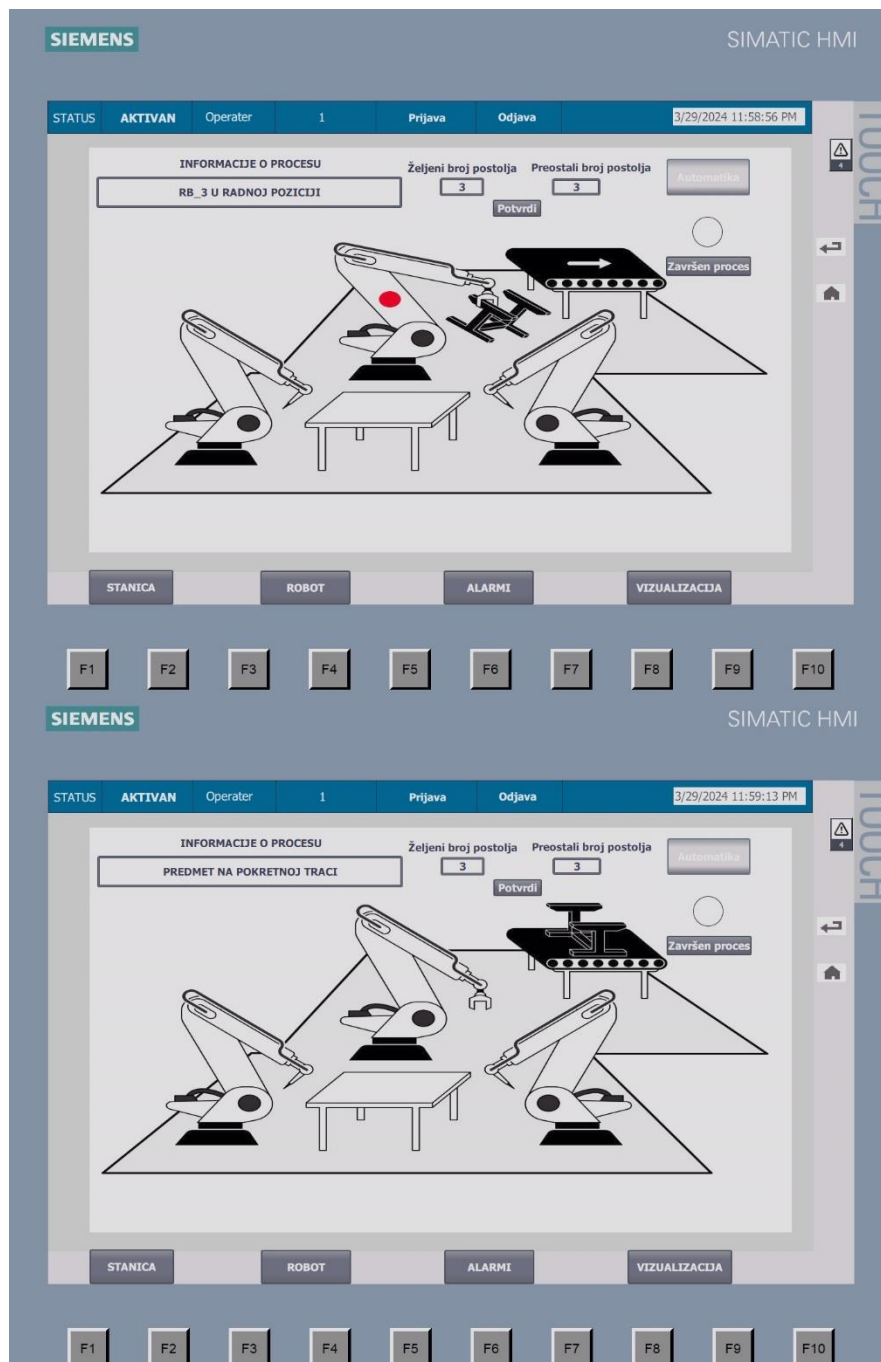 SIEMENS
SIMATIC HMI
TOUCH
STATUS AKTIVAN Operater 1 Prijava Odjava 3/29/2024 11:58:56 PM
4
INFORMACIJE O PROCESU
RB_3 U RADNOJ POZICIJI
Željeni broj postolja Preostali broj postolja
3 3
Potvrdi
Automatika
Završen proces
STANICA ROBOT ALARMI VIZUALIZACIJA
F1 F2 F3 F4 F5 F6 F7 F8 F9 F10
SIEMENS
SIMATIC HMI
TOUCH
STATUS AKTIVAN Operater 1 Prijava Odjava 3/29/2024 11:59:13 PM
4
INFORMACIJE O PROCESU
PREDMET NA POKRETNOJ TRACI
Željeni broj postolja Preostali broj postolja
3 3
Potvrdi
Automatika
Završen proces
STANICA ROBOT ALARMI VIZUALIZACIJA
F1 F2 F3 F4 F5 F6 F7 F8 F9 F10